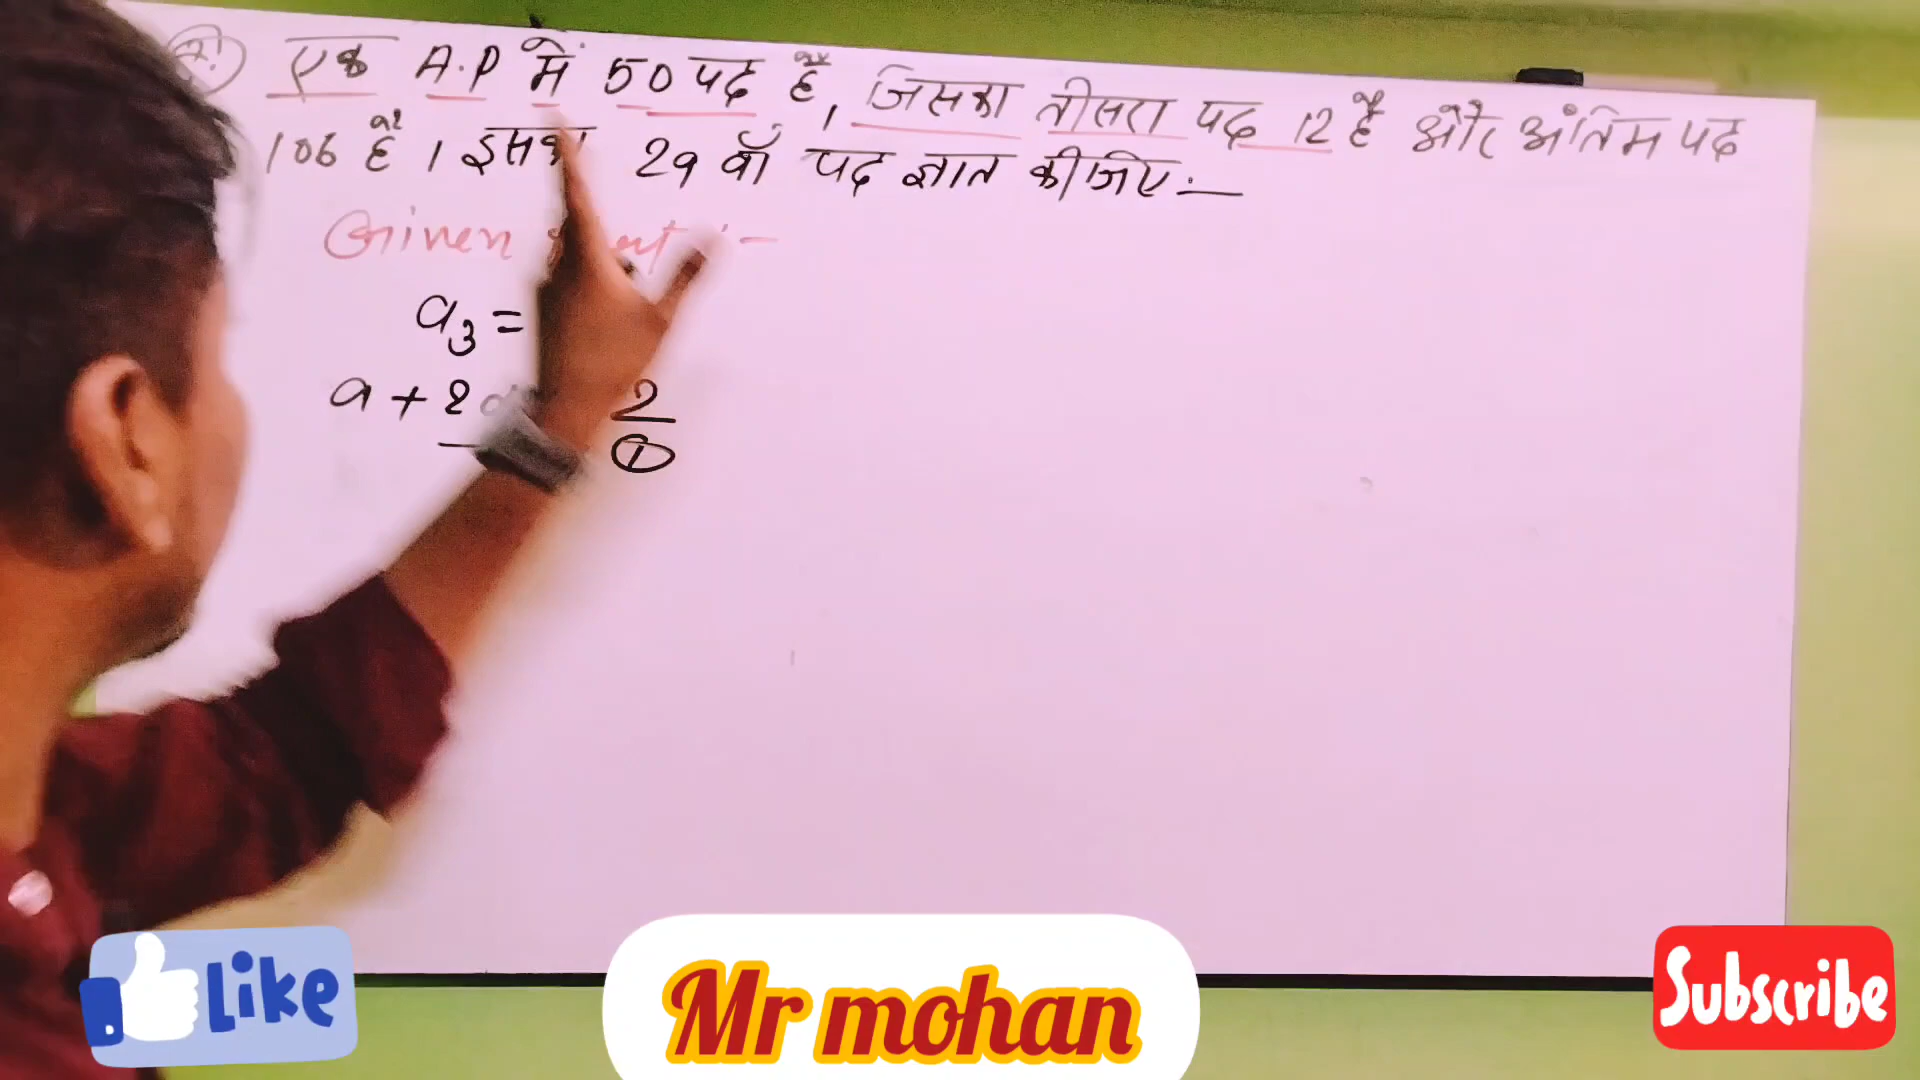 एक A.P में 50 पद है, जिसका तीसरा पद 12 है और अंतिम पद
106 है । इसका 29 वाँ पद ज्ञात कीजिए :—
Given :-
a₃ =
a + 2d 2
①
Like
Mr mohan
Subscribe